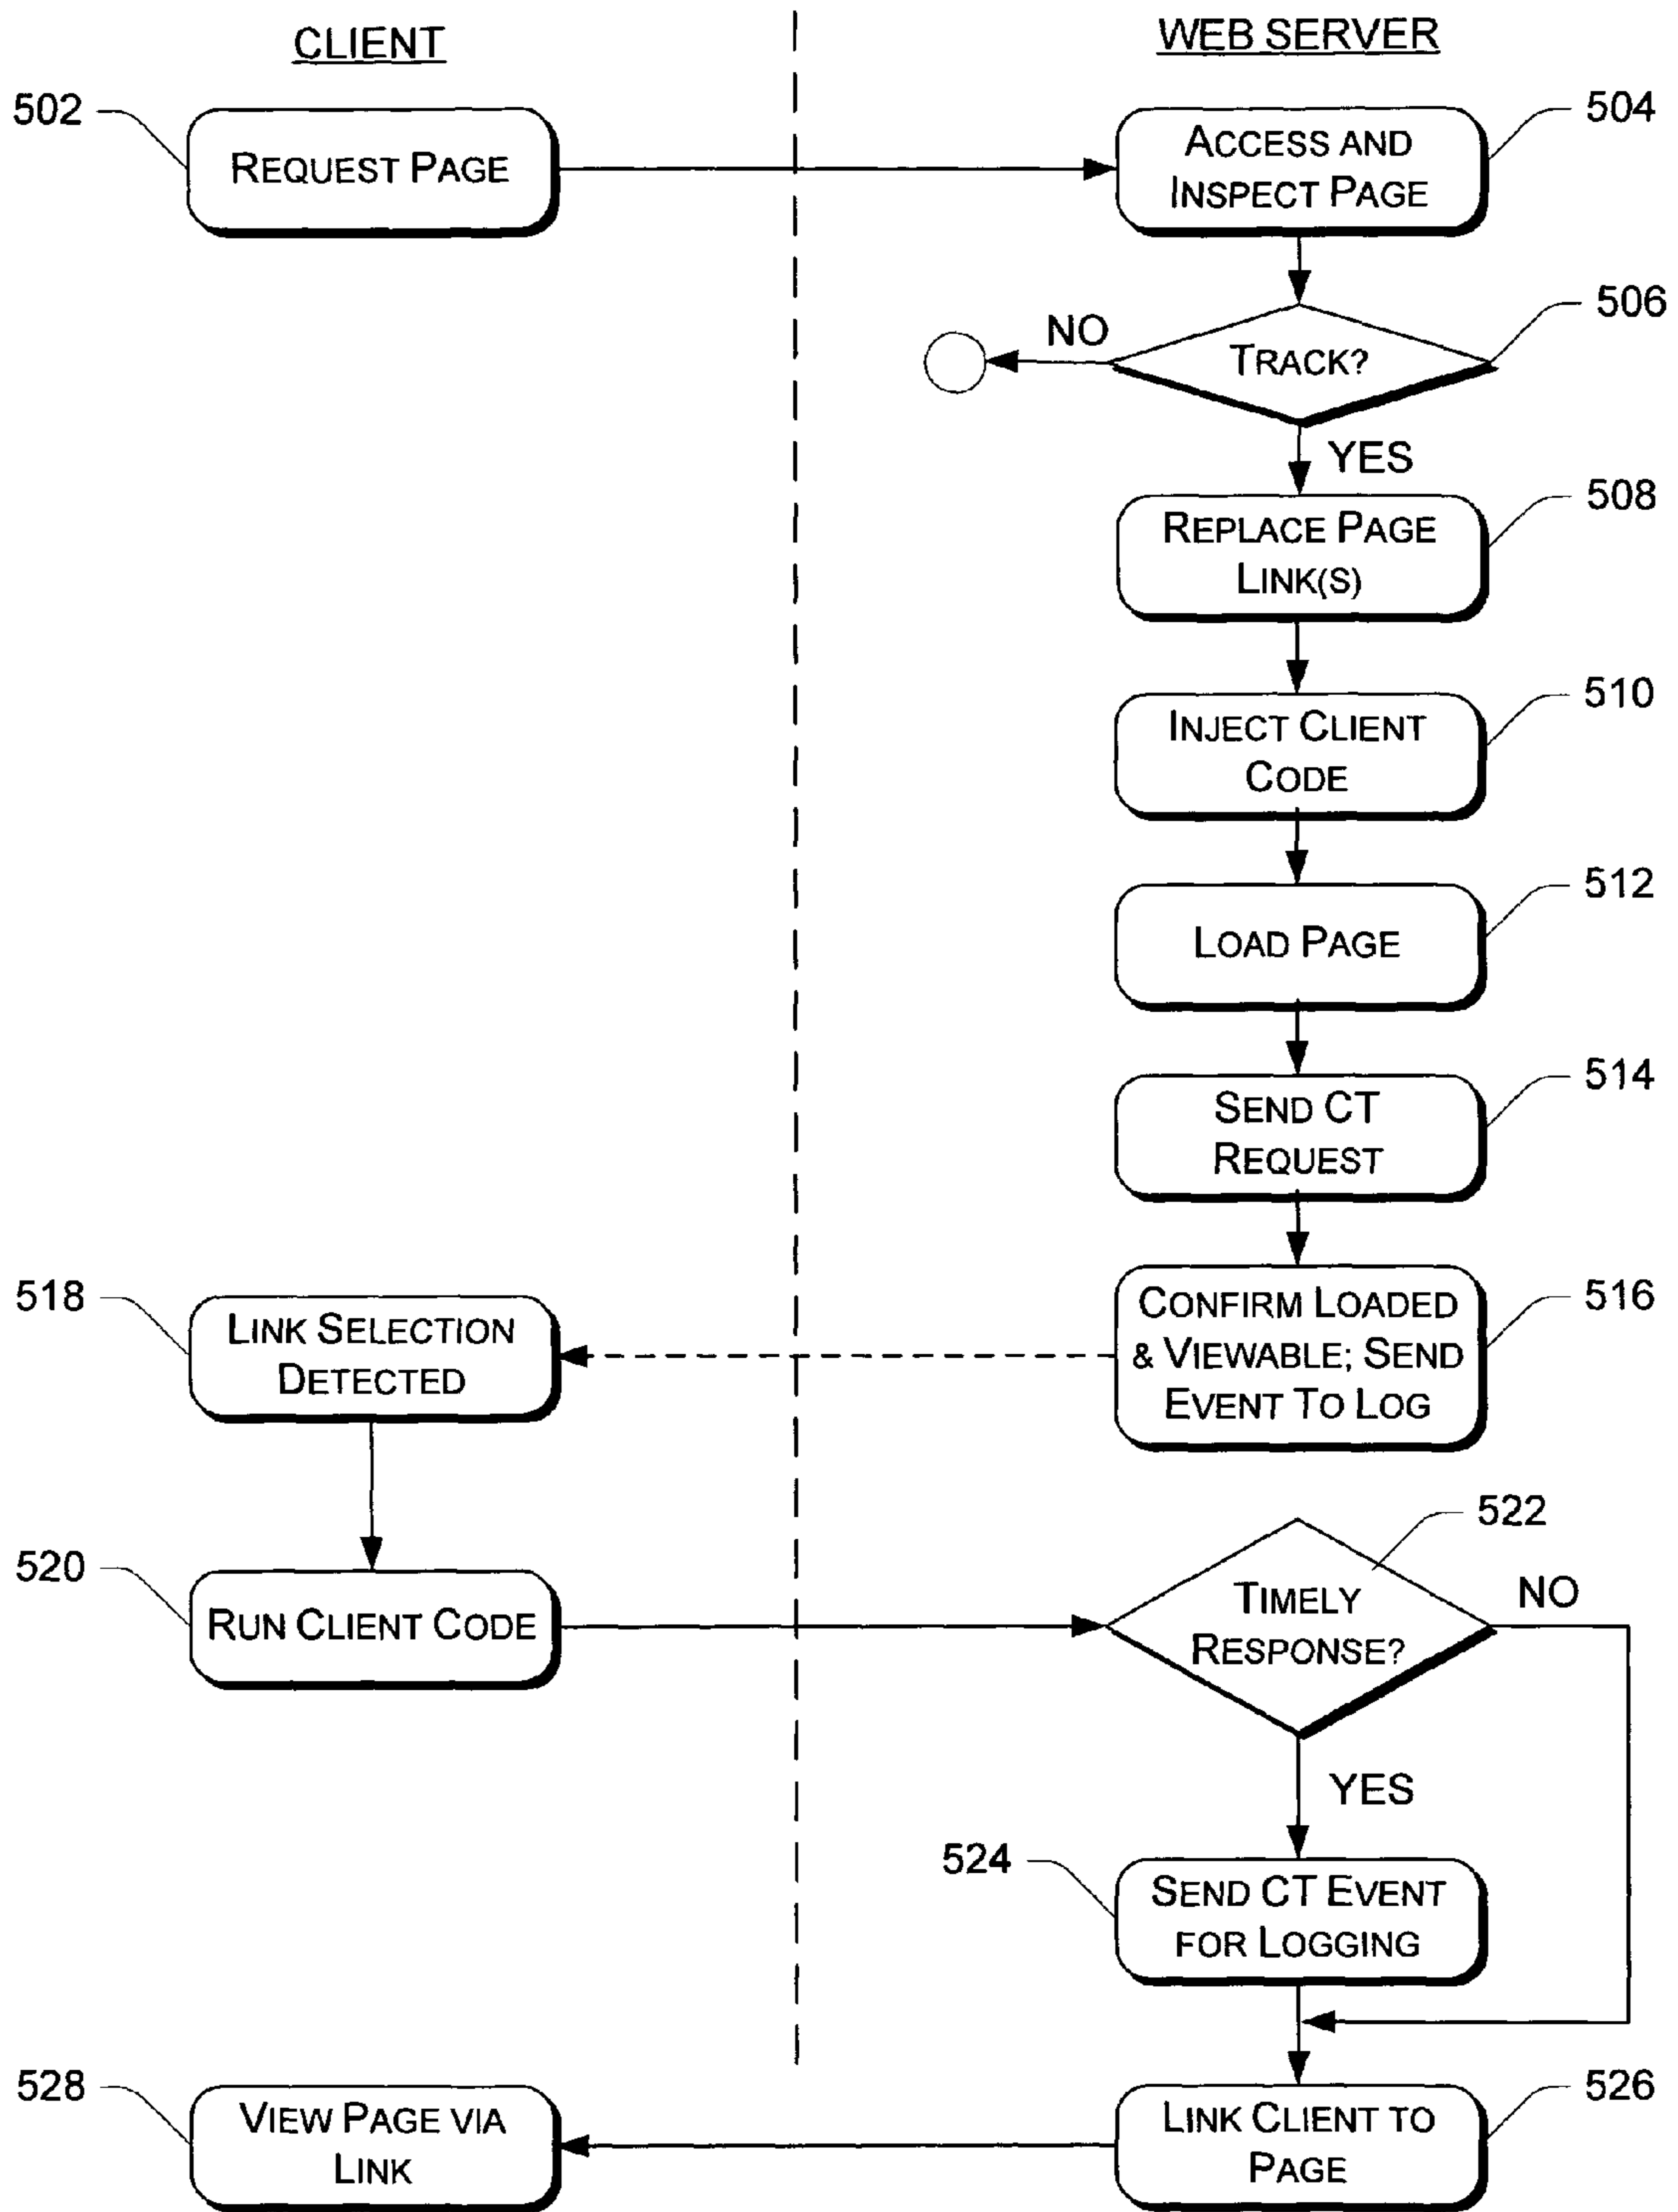 CLIENT
WEB SERVER
502
REQUEST PAGE
504
ACCESS AND
INSPECT PAGE
506
TRACK?
NO
YES
508
REPLACE PAGE
LINK(S)
510
INJECT CLIENT
CODE
512
LOAD PAGE
514
SEND CT
REQUEST
516
CONFIRM LOADED
& VIEWABLE; SEND
EVENT TO LOG
518
LINK SELECTION
DETECTED
520
RUN CLIENT CODE
522
TIMELY
RESPONSE?
NO
YES
524
SEND CT EVENT
FOR LOGGING
526
LINK CLIENT TO
PAGE
528
VIEW PAGE VIA
LINK